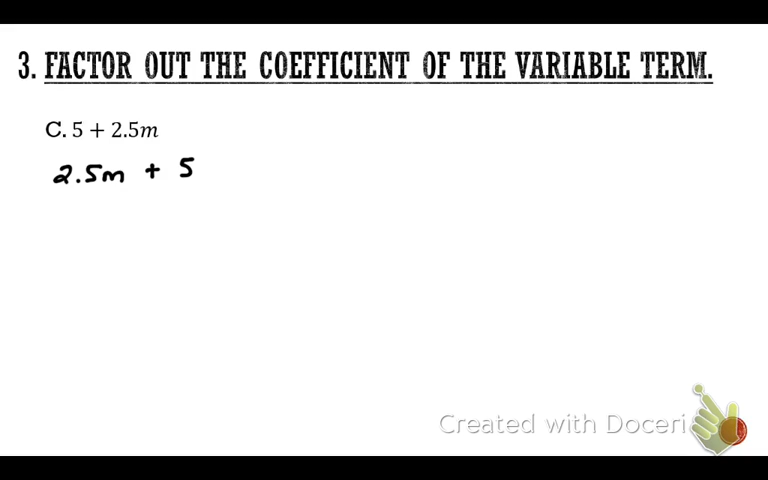 3. FACTOR OUT THE COEFFICIENT OF THE VARIABLE TERM.
C. 5 + 2.5m
2.5m + 5
Created with Doceri